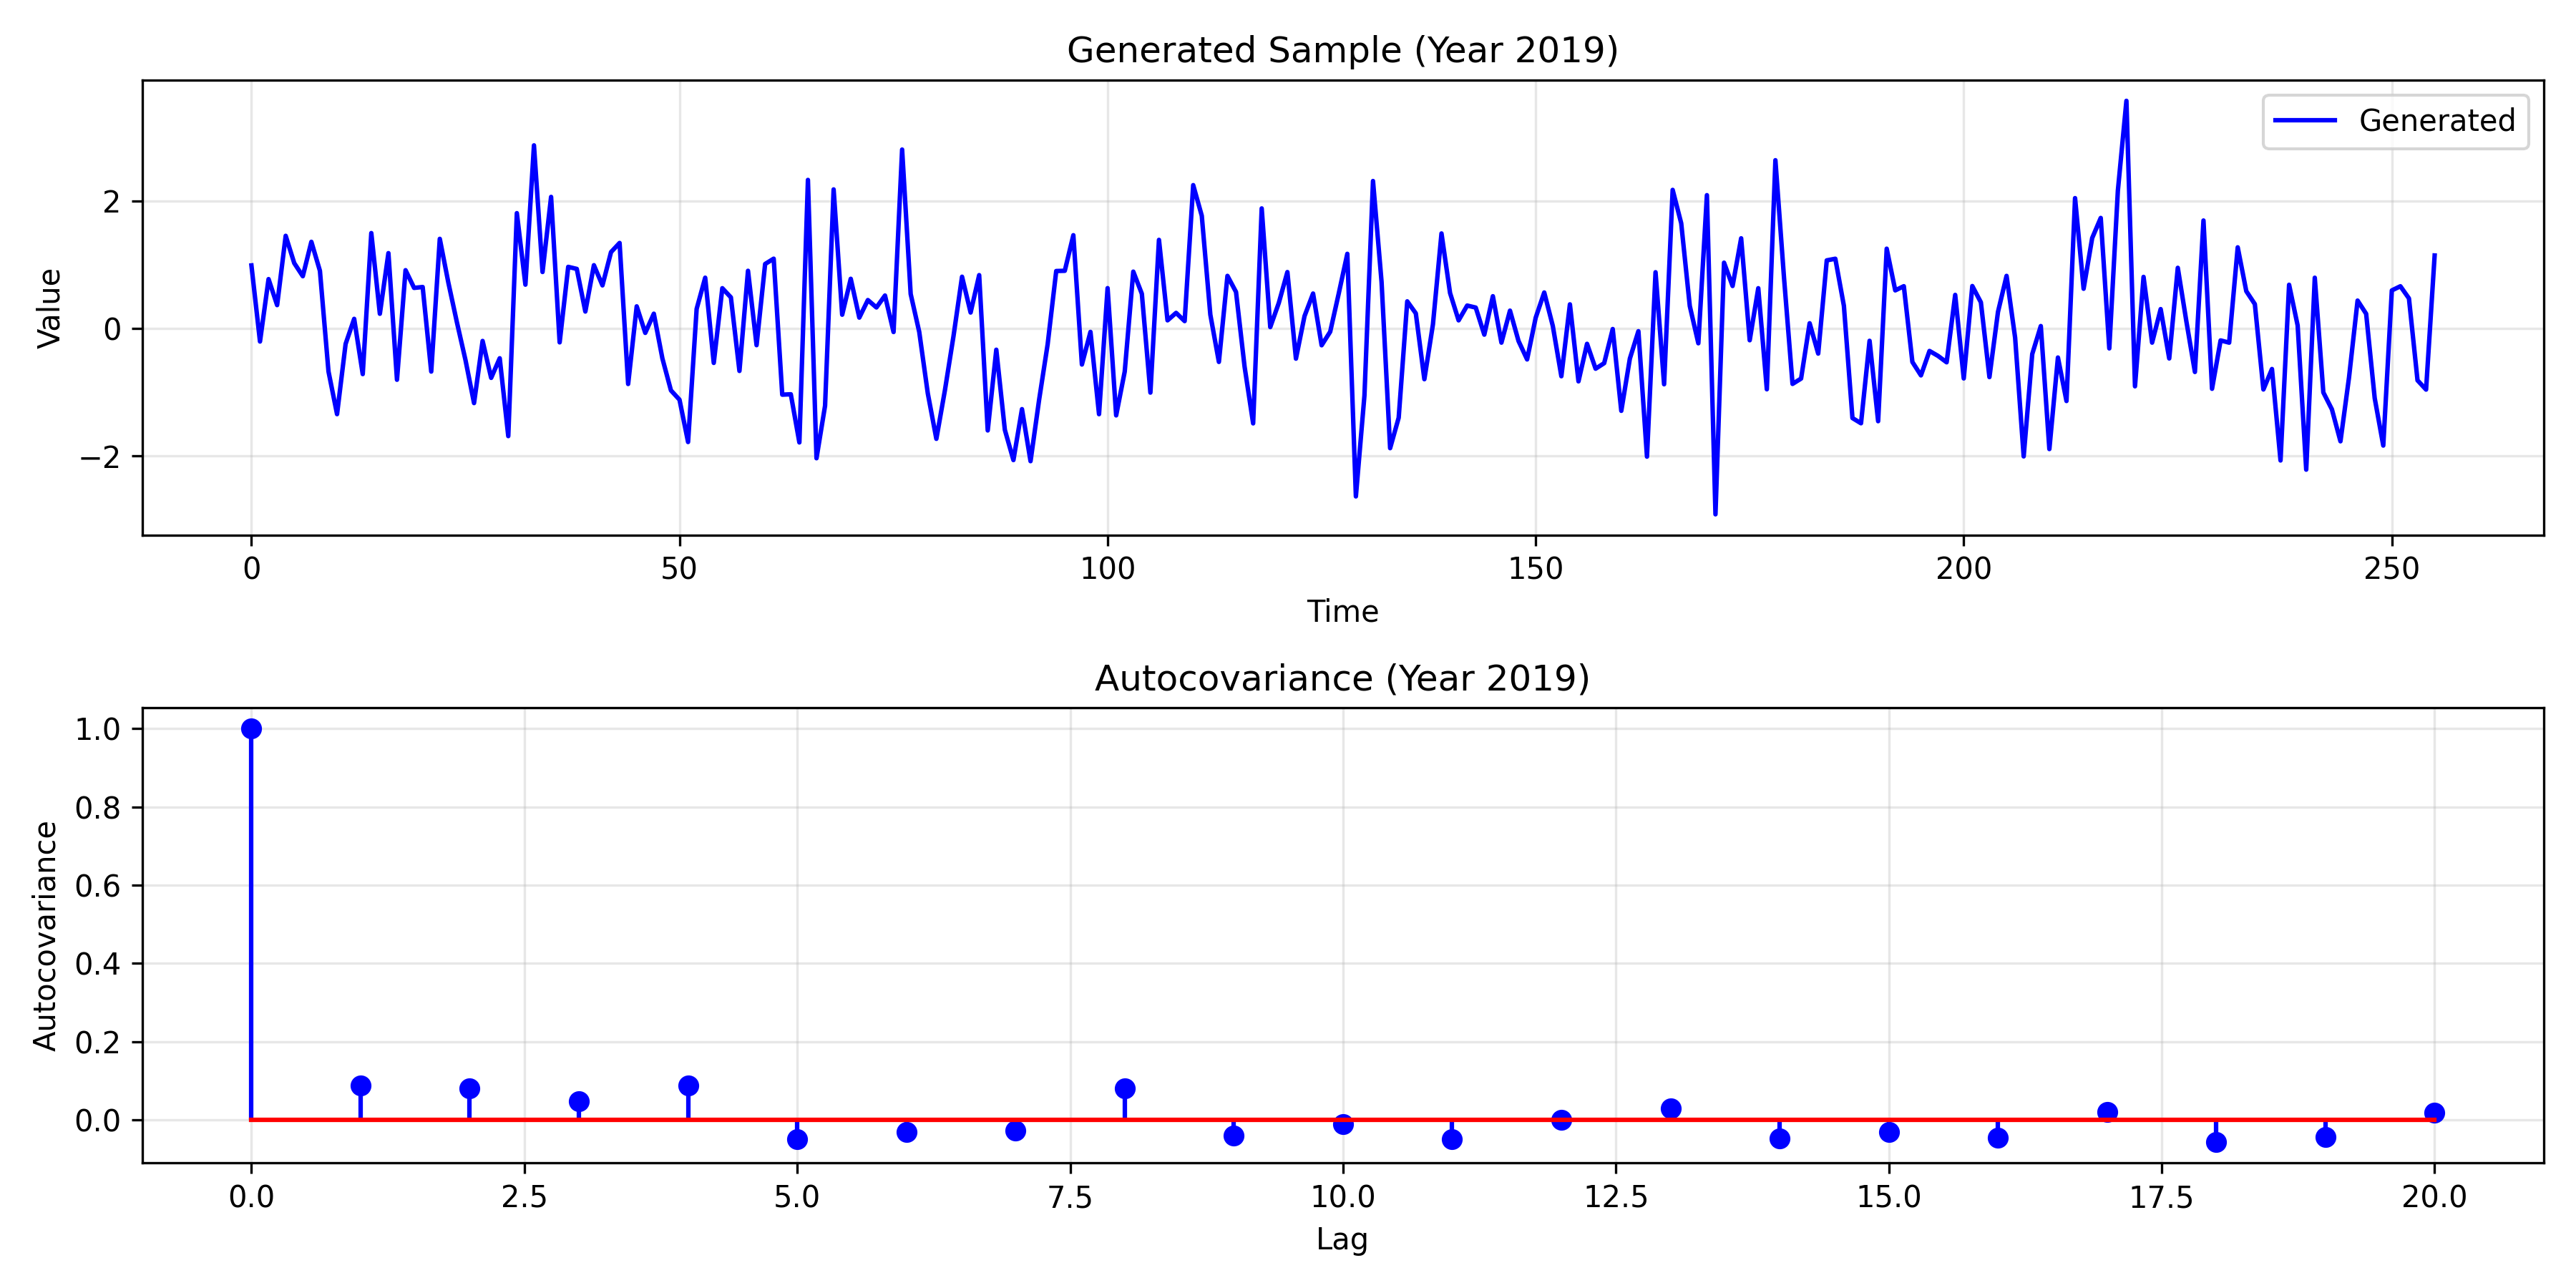 Generated Sample (Year 2019)
Generated
Value
2
0
−2
0 50 100 150 200 250
Time
Autocovariance (Year 2019)
Autocovariance
1.0
0.8
0.6
0.4
0.2
0.0
0.0 2.5 5.0 7.5 10.0 12.5 15.0 17.5 20.0
Lag